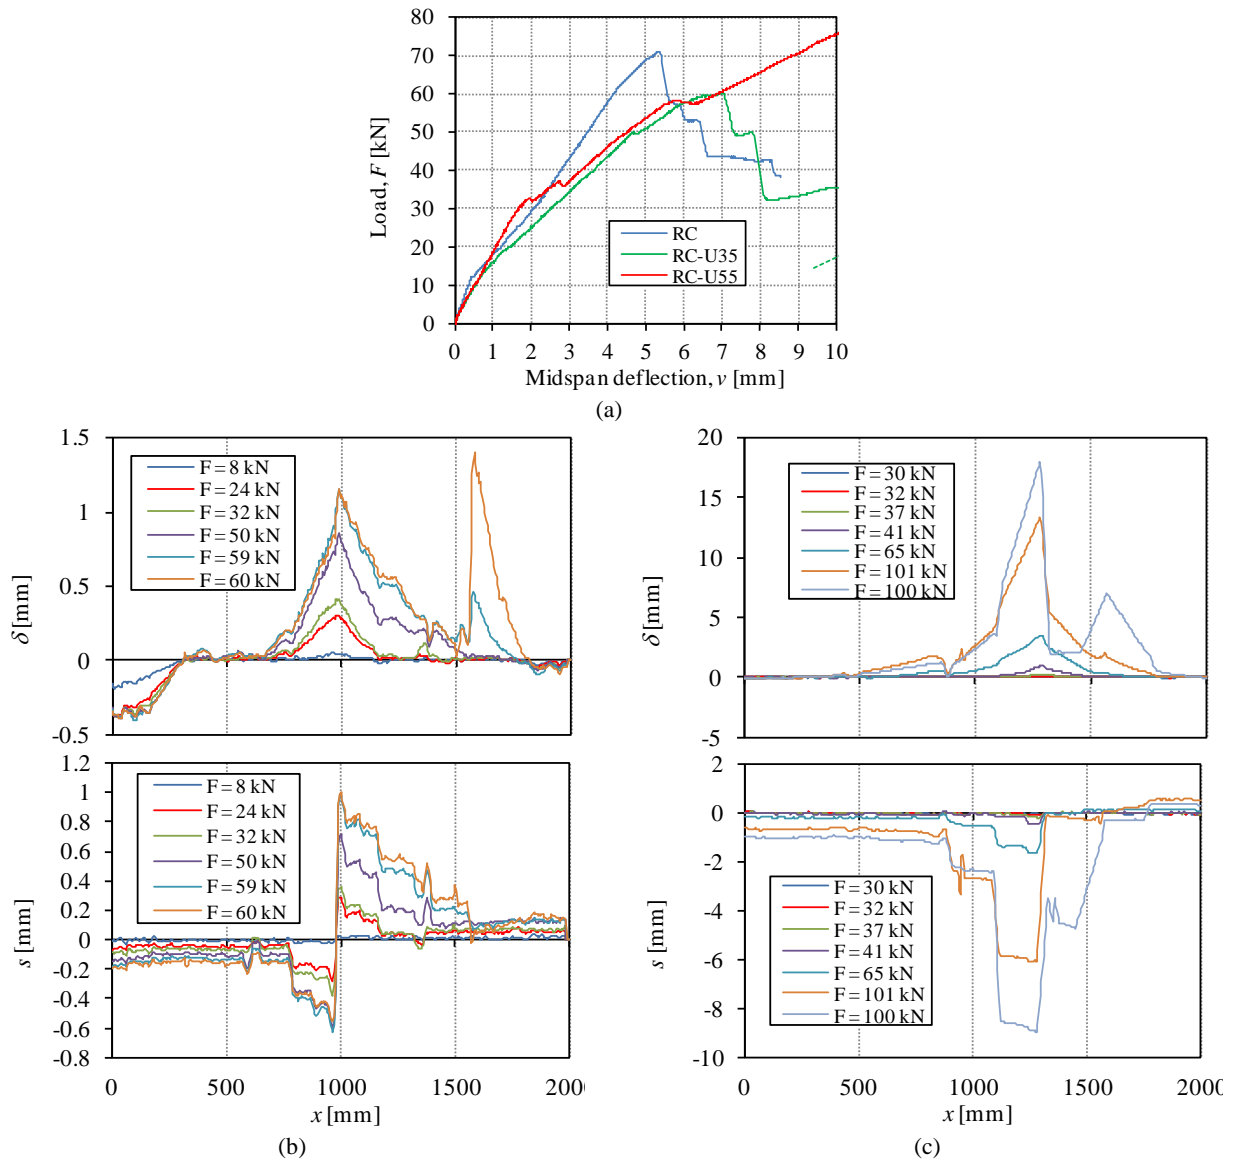 80
70
60
50
40
30
20
10
0
Load, F [kN]
RC
RC-U35
RC-U55
0 1 2 3 4 5 6 7 8 9 10
Midspan deflection, v [mm]
(a)
1.5
1
0.5
0
-0.5
δ [mm]
F = 8 kN
F = 24 kN
F = 32 kN
F = 50 kN
F = 59 kN
F = 60 kN
1.2
1
0.8
0.6
0.4
0.2
0
-0.2
-0.4
-0.6
-0.8
s [mm]
F = 8 kN
F = 24 kN
F = 32 kN
F = 50 kN
F = 59 kN
F = 60 kN
0 500 1000 1500 2000
x [mm]
(b)
20
15
10
5
0
-5
δ [mm]
F = 30 kN
F = 32 kN
F = 37 kN
F = 41 kN
F = 65 kN
F = 101 kN
F = 100 kN
2
0
-2
-4
-6
-8
-10
s [mm]
F = 30 kN
F = 32 kN
F = 37 kN
F = 41 kN
F = 65 kN
F = 101 kN
F = 100 kN
0 500 1000 1500 2000
x [mm]
(c)